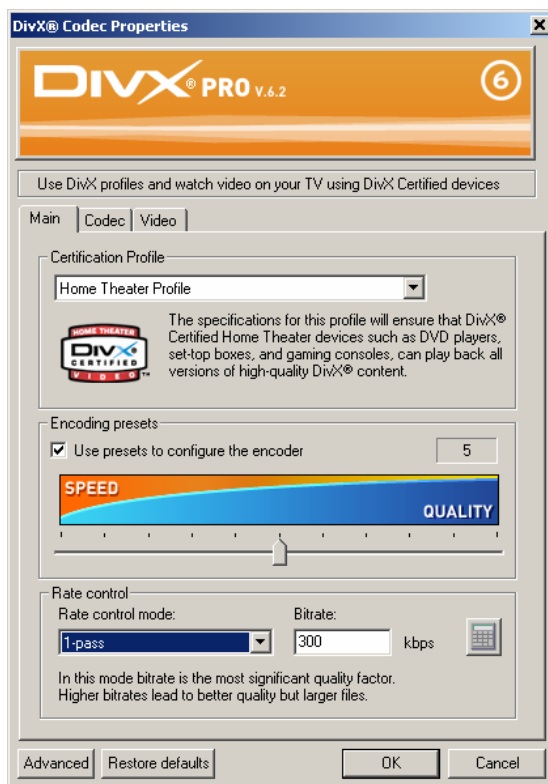 DivX® Codec Properties
DIVX® PRO V.6.2
6
Use DivX profiles and watch video on your TV using DivX Certified devices
Main Codec Video
Certification Profile
Home Theater Profile
HOME THEATER
DIVX
CERTIFIED
VIDEO™
The specifications for this profile will ensure that DivX®
Certified Home Theater devices such as DVD players,
set-top boxes, and gaming consoles, can play back all
versions of high-quality DivX® content.
Encoding presets
Use presets to configure the encoder 5
SPEED
QUALITY
Rate control
Rate control mode: Bitrate:
1-pass 300 kbps
In this mode bitrate is the most significant quality factor.
Higher bitrates lead to better quality but larger files.
Advanced Restore defaults OK Cancel